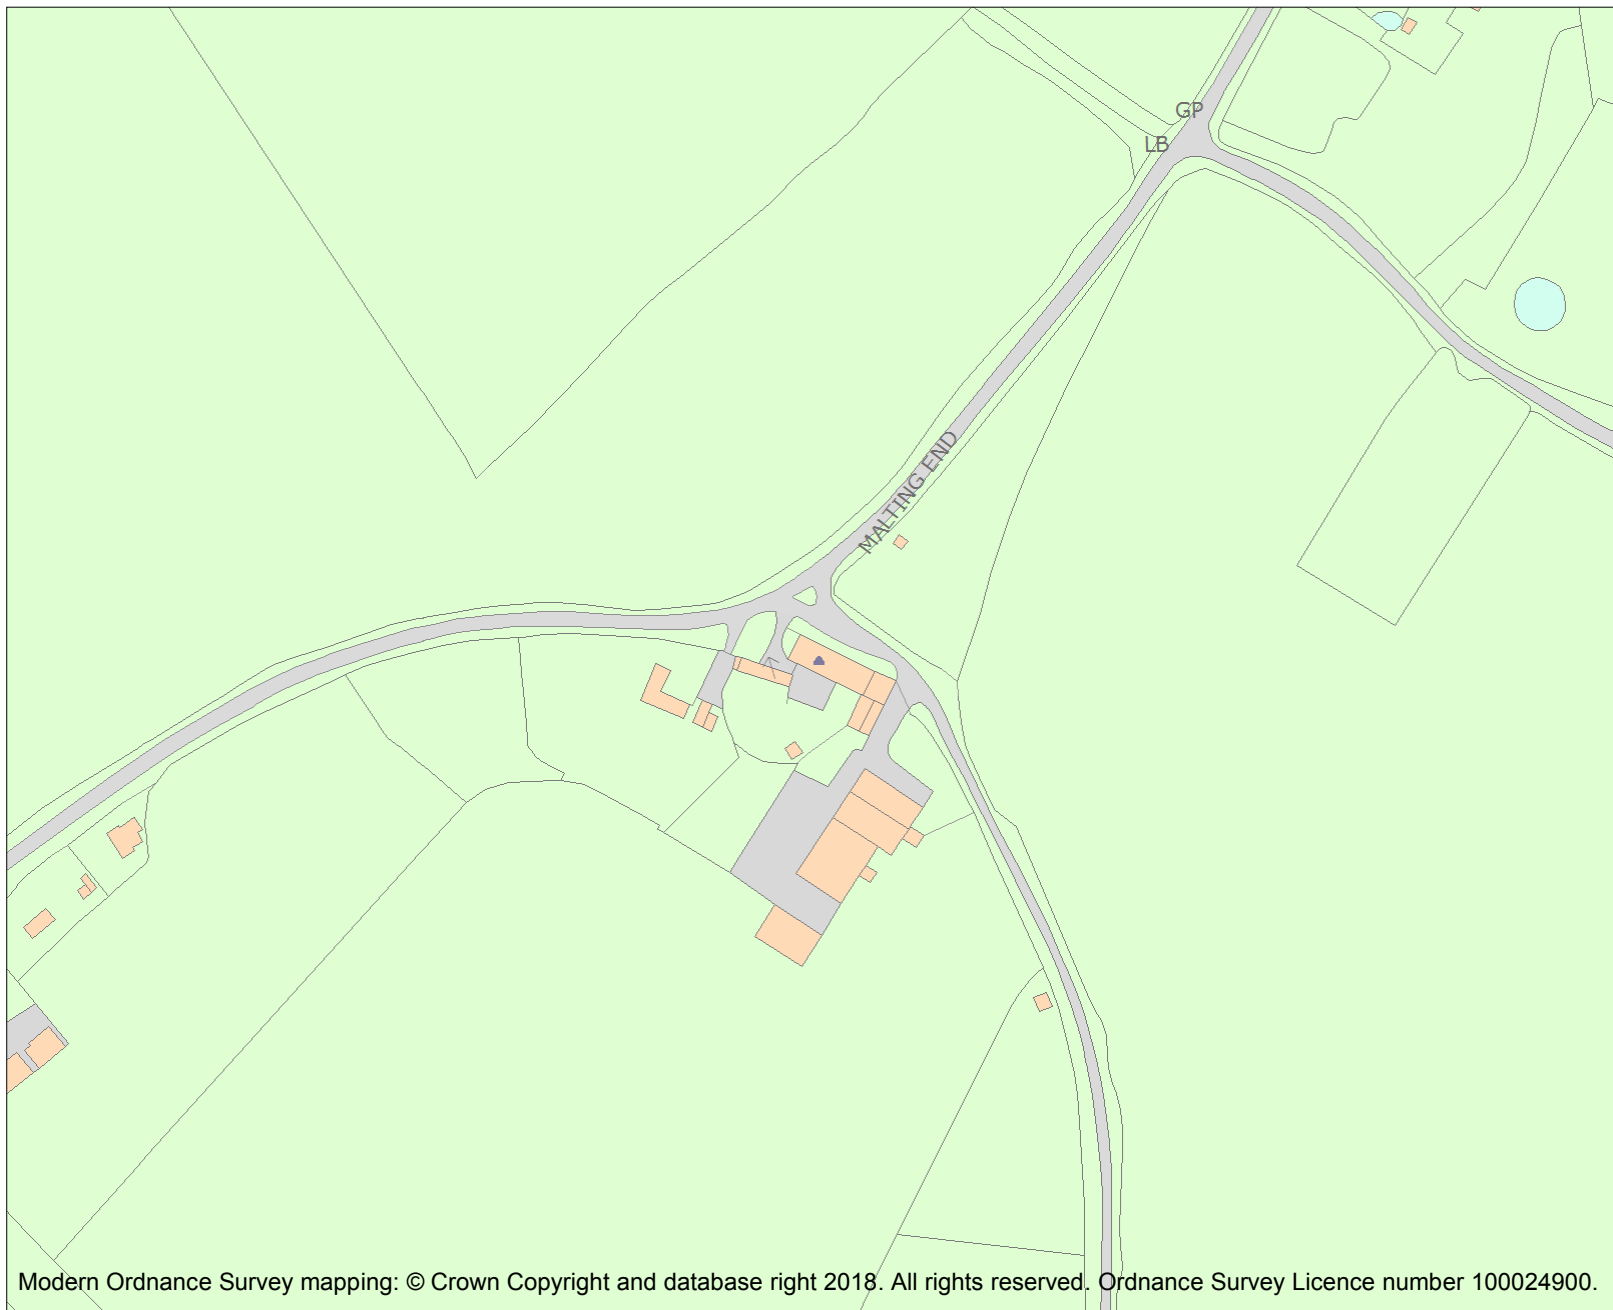 GP
LB
MALTING END
Modern Ordnance Survey mapping: © Crown Copyright and database right 2018. All rights reserved. Ordnance Survey Licence number 100024900.